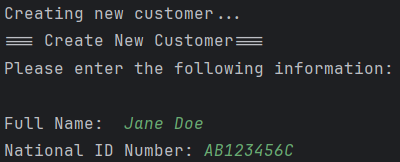 Creating new customer...
=== Create New Customer===
Please enter the following information:
Full Name: Jane Doe
National ID Number: AB123456C